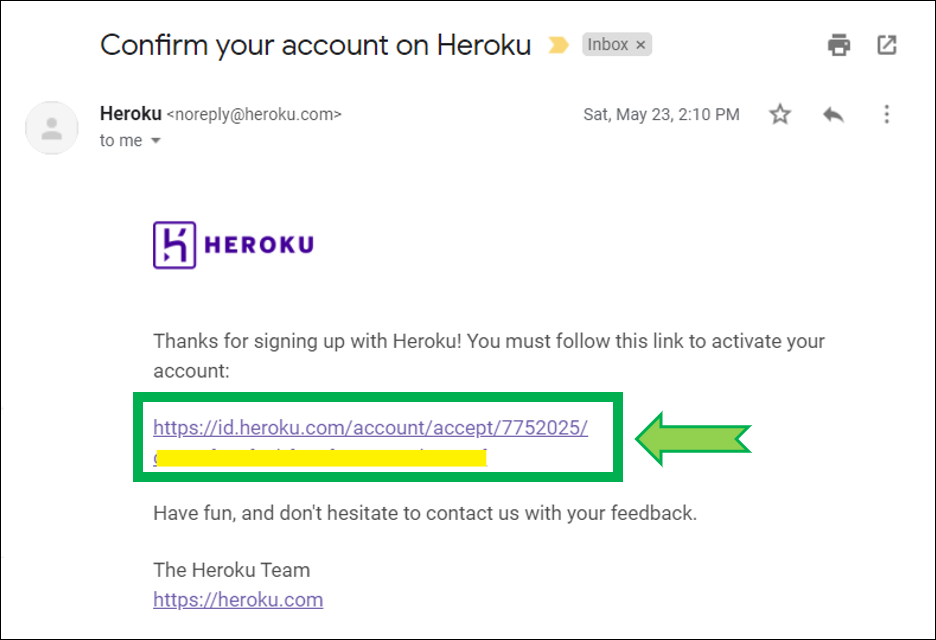 Confirm your account on Heroku Inbox ×
Heroku <noreply@heroku.com> Sat, May 23, 2:10 PM
to me
HEROKU
Thanks for signing up with Heroku! You must follow this link to activate your
account:
https://id.heroku.com/account/accept/7752025/
Have fun, and don't hesitate to contact us with your feedback.
The Heroku Team
https://heroku.com